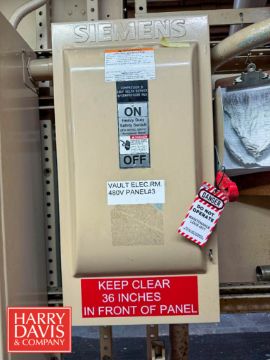 SIEMENS
ON
Heavy Duty
Safety Switch
OFF
VAULT ELEC. RM.
480V PANEL#3
DANGER
DO NOT
OPERATE
KEEP CLEAR
36 INCHES
IN FRONT OF PANEL
HARRY
DAVIS
& COMPANY